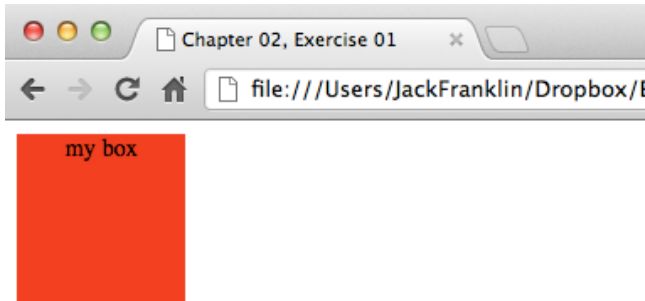 Chapter 02, Exercise 01
file:///Users/JackFranklin/Dropbox/
my box